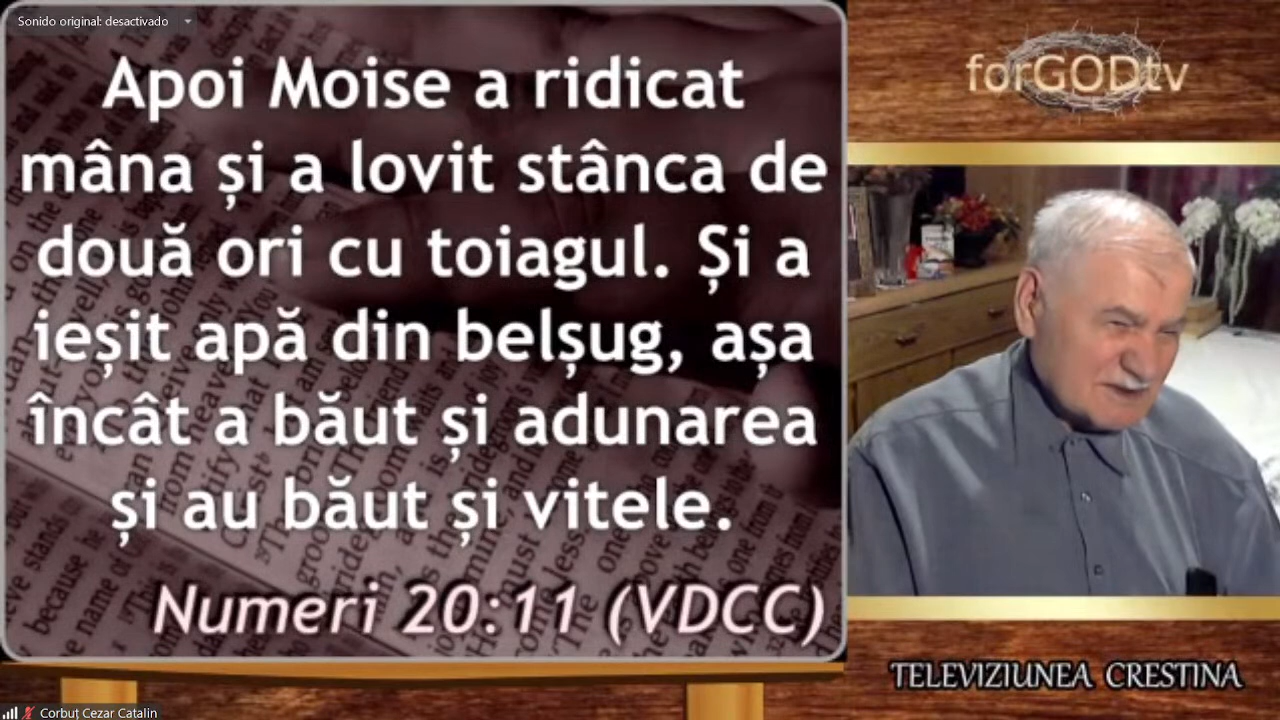 Sonido original: desactivado
Apoi Moise a ridicat
mâna și a lovit stânca de
două ori cu toiagul. Și a
ieșit apă din belșug, așa
încât a băut și adunarea
și au băut și vitele.
Numeri 20:11 (VDCC)
forGODtv
TELEVIZIUNEA CRESTINA
Corbuț Cezar Catalin